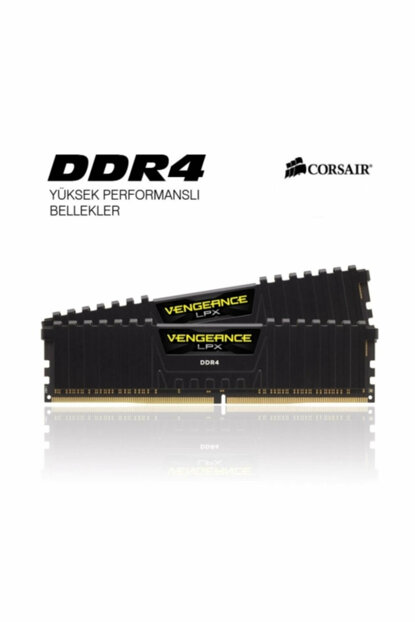 DDR4
CORSAIR
YÜKSEK PERFORMANSLI
BELLEKLER
VENGEANCE
LPX
VENGEANCE
LPX
DDR4